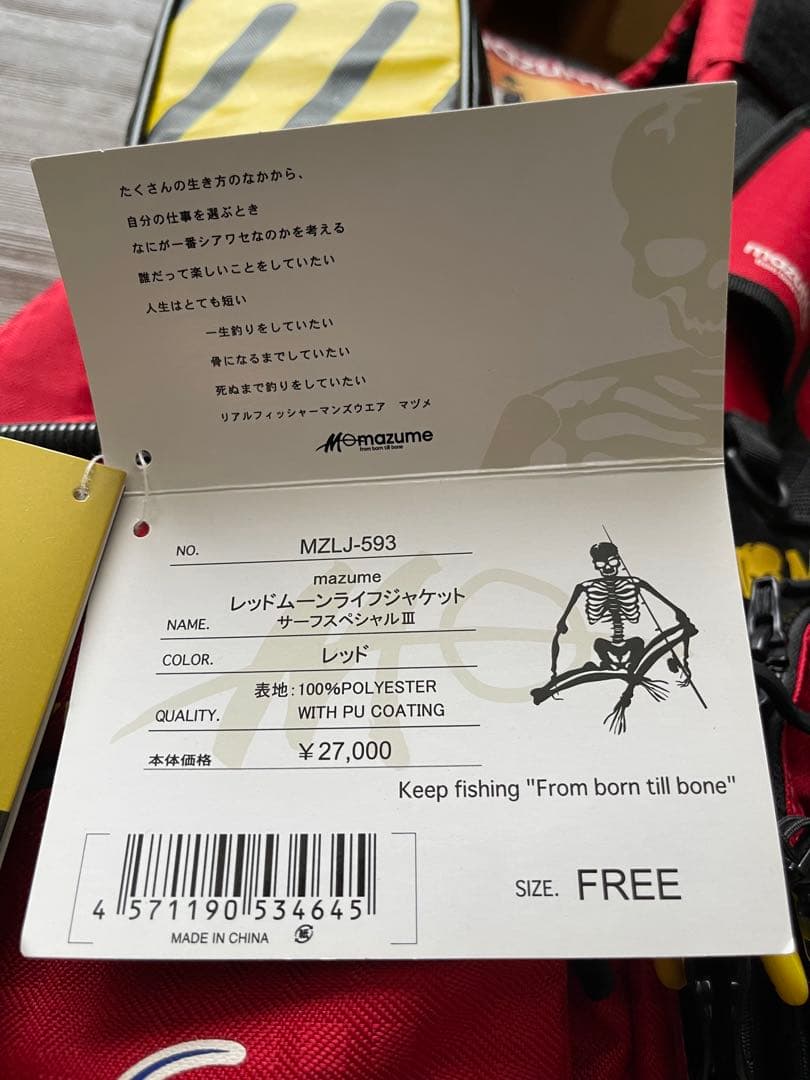 たくさんの生き方のなかから、
自分の仕事を選ぶとき
なにが一番シアワセなのかを考える
誰だって楽しいことをしていたい
人生はとても短い
一生釣りをしていたい
骨になるまでしていたい
死ぬまで釣りをしていたい
リアルフィッシャーマンズウエア マヅメ
mazume
from born till bone
NO. MZLJ-593
mazume
レッドムーンライフジャケット
NAME. サーフスペシャルⅢ
COLOR. レッド
表地:100%POLYESTER
QUALITY. WITH PU COATING
本体価格 ¥27,000
Keep fishing "From born till bone"
4 571190 534645
MADE IN CHINA 紙
SIZE. FREE